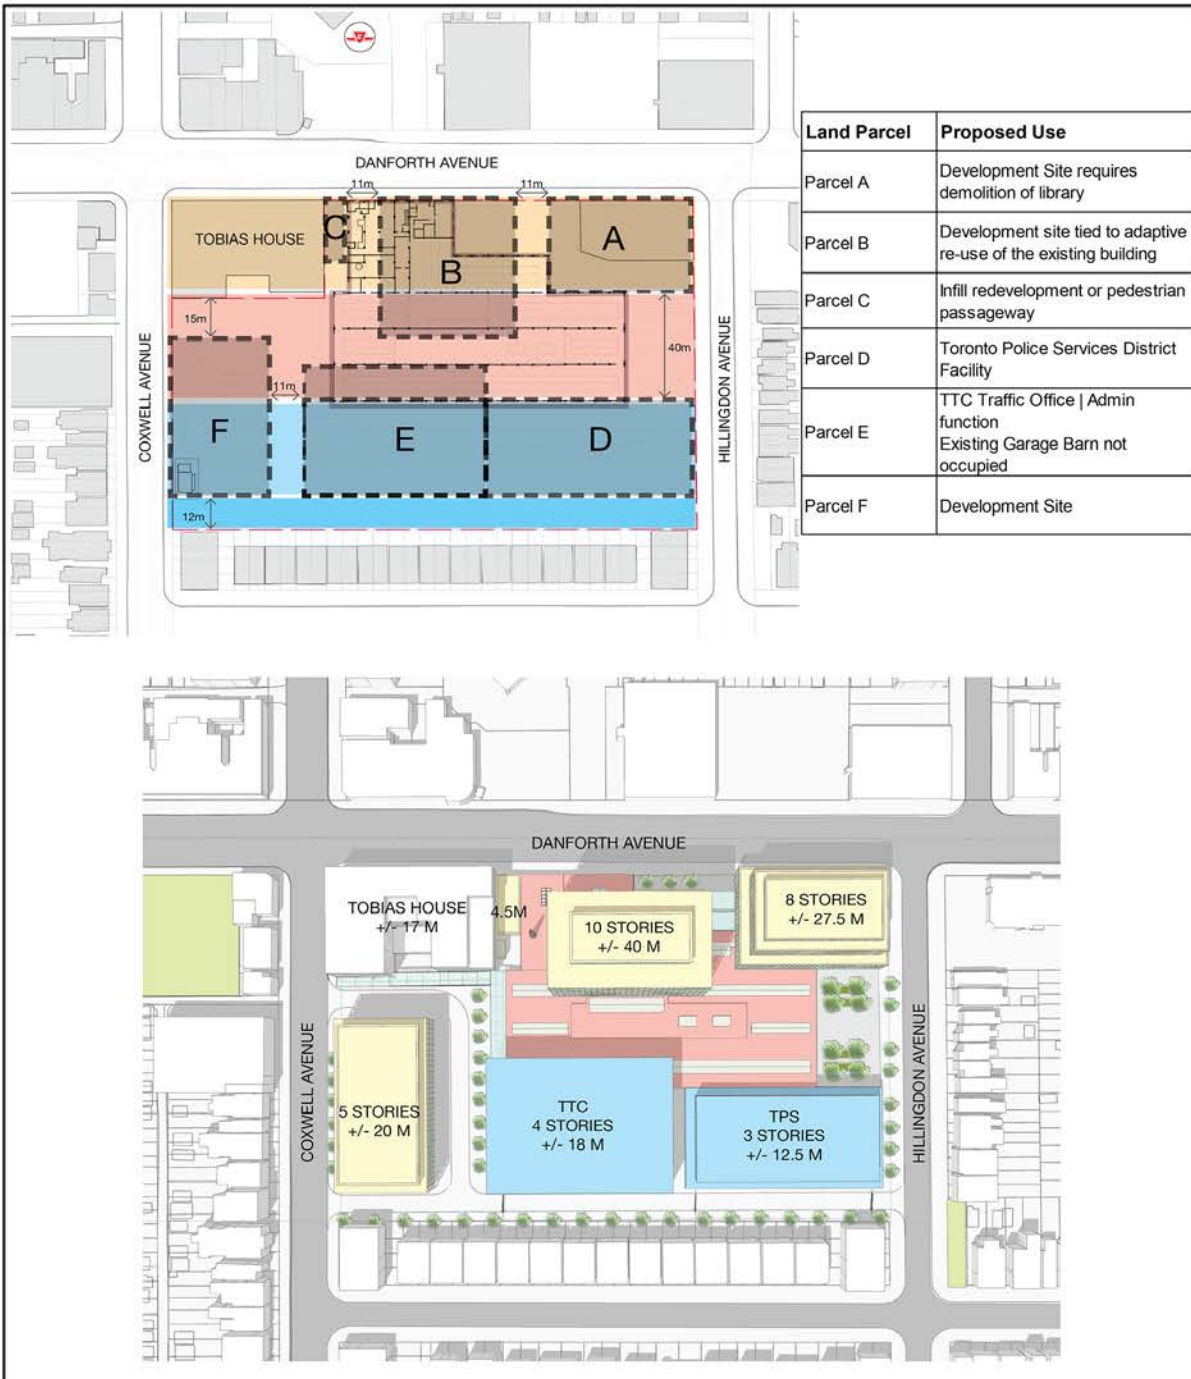 DANFORTH AVENUE
11m
11m
TOBIAS HOUSE
C
B
A
15m
40m
11m
COXWELL AVENUE
HILLINGDON AVENUE
F
E
D
12m
Land Parcel Proposed Use
Parcel A Development Site requires
demolition of library
Parcel B Development site tied to adaptive
re-use of the existing building
Parcel C Infill redevelopment or pedestrian
passageway
Parcel D Toronto Police Services District
Facility
Parcel E TTC Traffic Office | Admin
function
Existing Garage Barn not
occupied
Parcel F Development Site
DANFORTH AVENUE
TOBIAS HOUSE
+/- 17 M
4.5M
10 STORIES
+/- 40 M
8 STORIES
+/- 27.5 M
COXWELL AVENUE
HILLINGDON AVENUE
5 STORIES
+/- 20 M
TTC
4 STORIES
+/- 18 M
TPS
3 STORIES
+/- 12.5 M